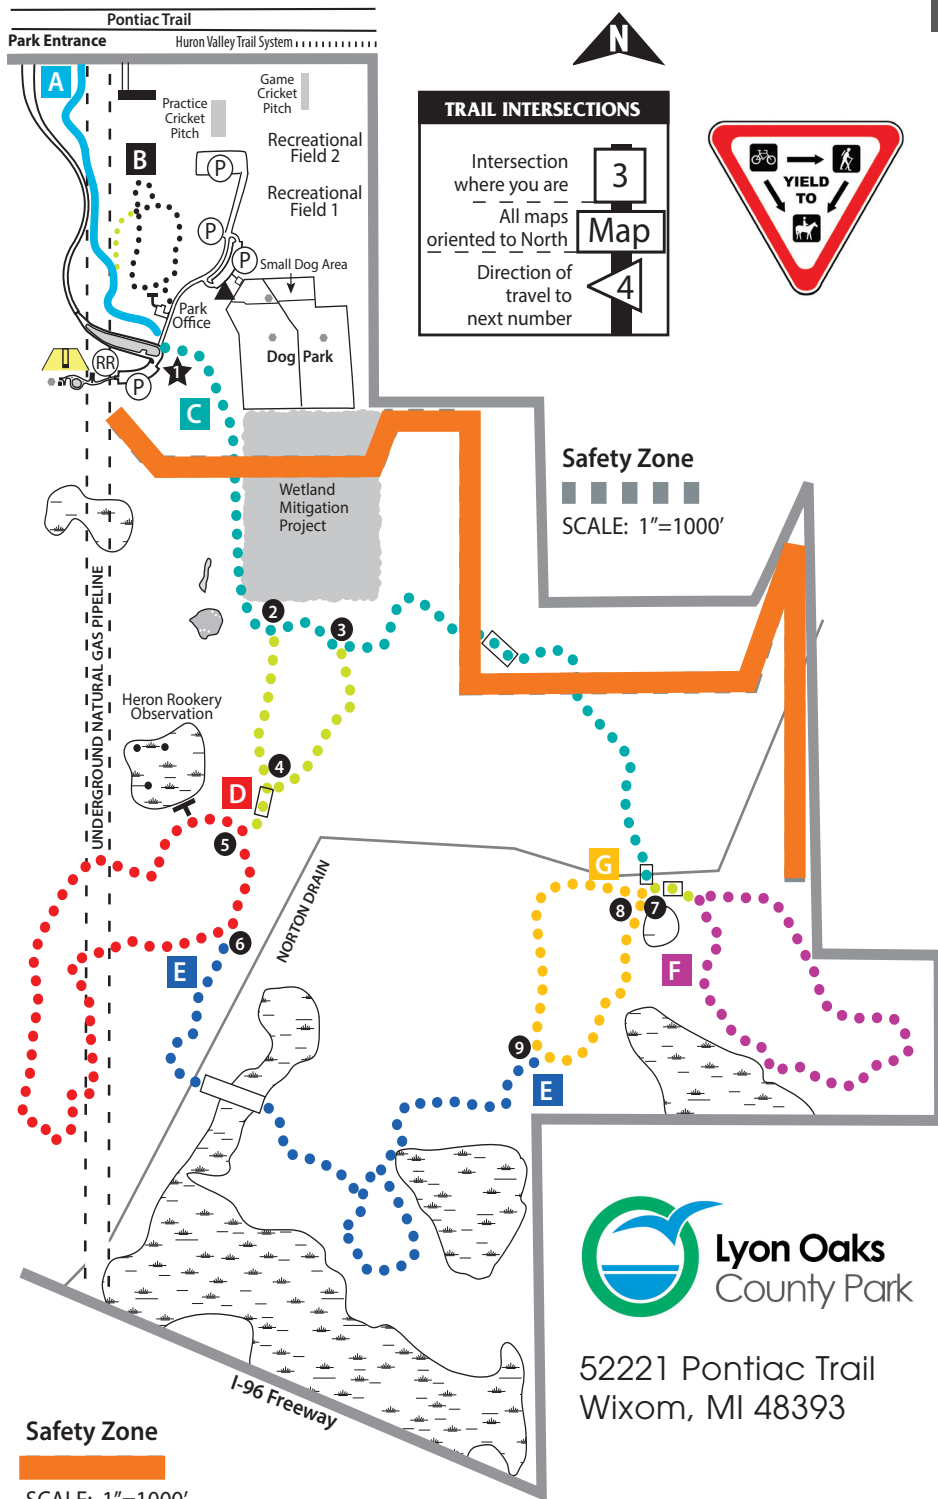 Pontiac Trail
Park Entrance
Huron Valley Trail System
N
A
Practice
Cricket
Pitch
Game
Cricket
Pitch
Recreational
Field 2
B
P
Recreational
Field 1
P
P
Small Dog Area
Park
Office
Dog Park
RR
P
1
C
TRAIL INTERSECTIONS
Intersection
where you are
3
All maps
oriented to North
Map
Direction of
travel to
next number
4
YIELD
TO
Safety Zone
SCALE: 1"=1000'
Wetland
Mitigation
Project
UNDERGROUND NATURAL GAS PIPELINE
2
3
Heron Rookery
Observation
4
D
5
6
E
NORTON DRAIN
G
8
7
F
9
E
I-96 Freeway
Lyon Oaks
County Park
52221 Pontiac Trail
Wixom, MI 48393
Safety Zone
SCALE: 1"=1000'